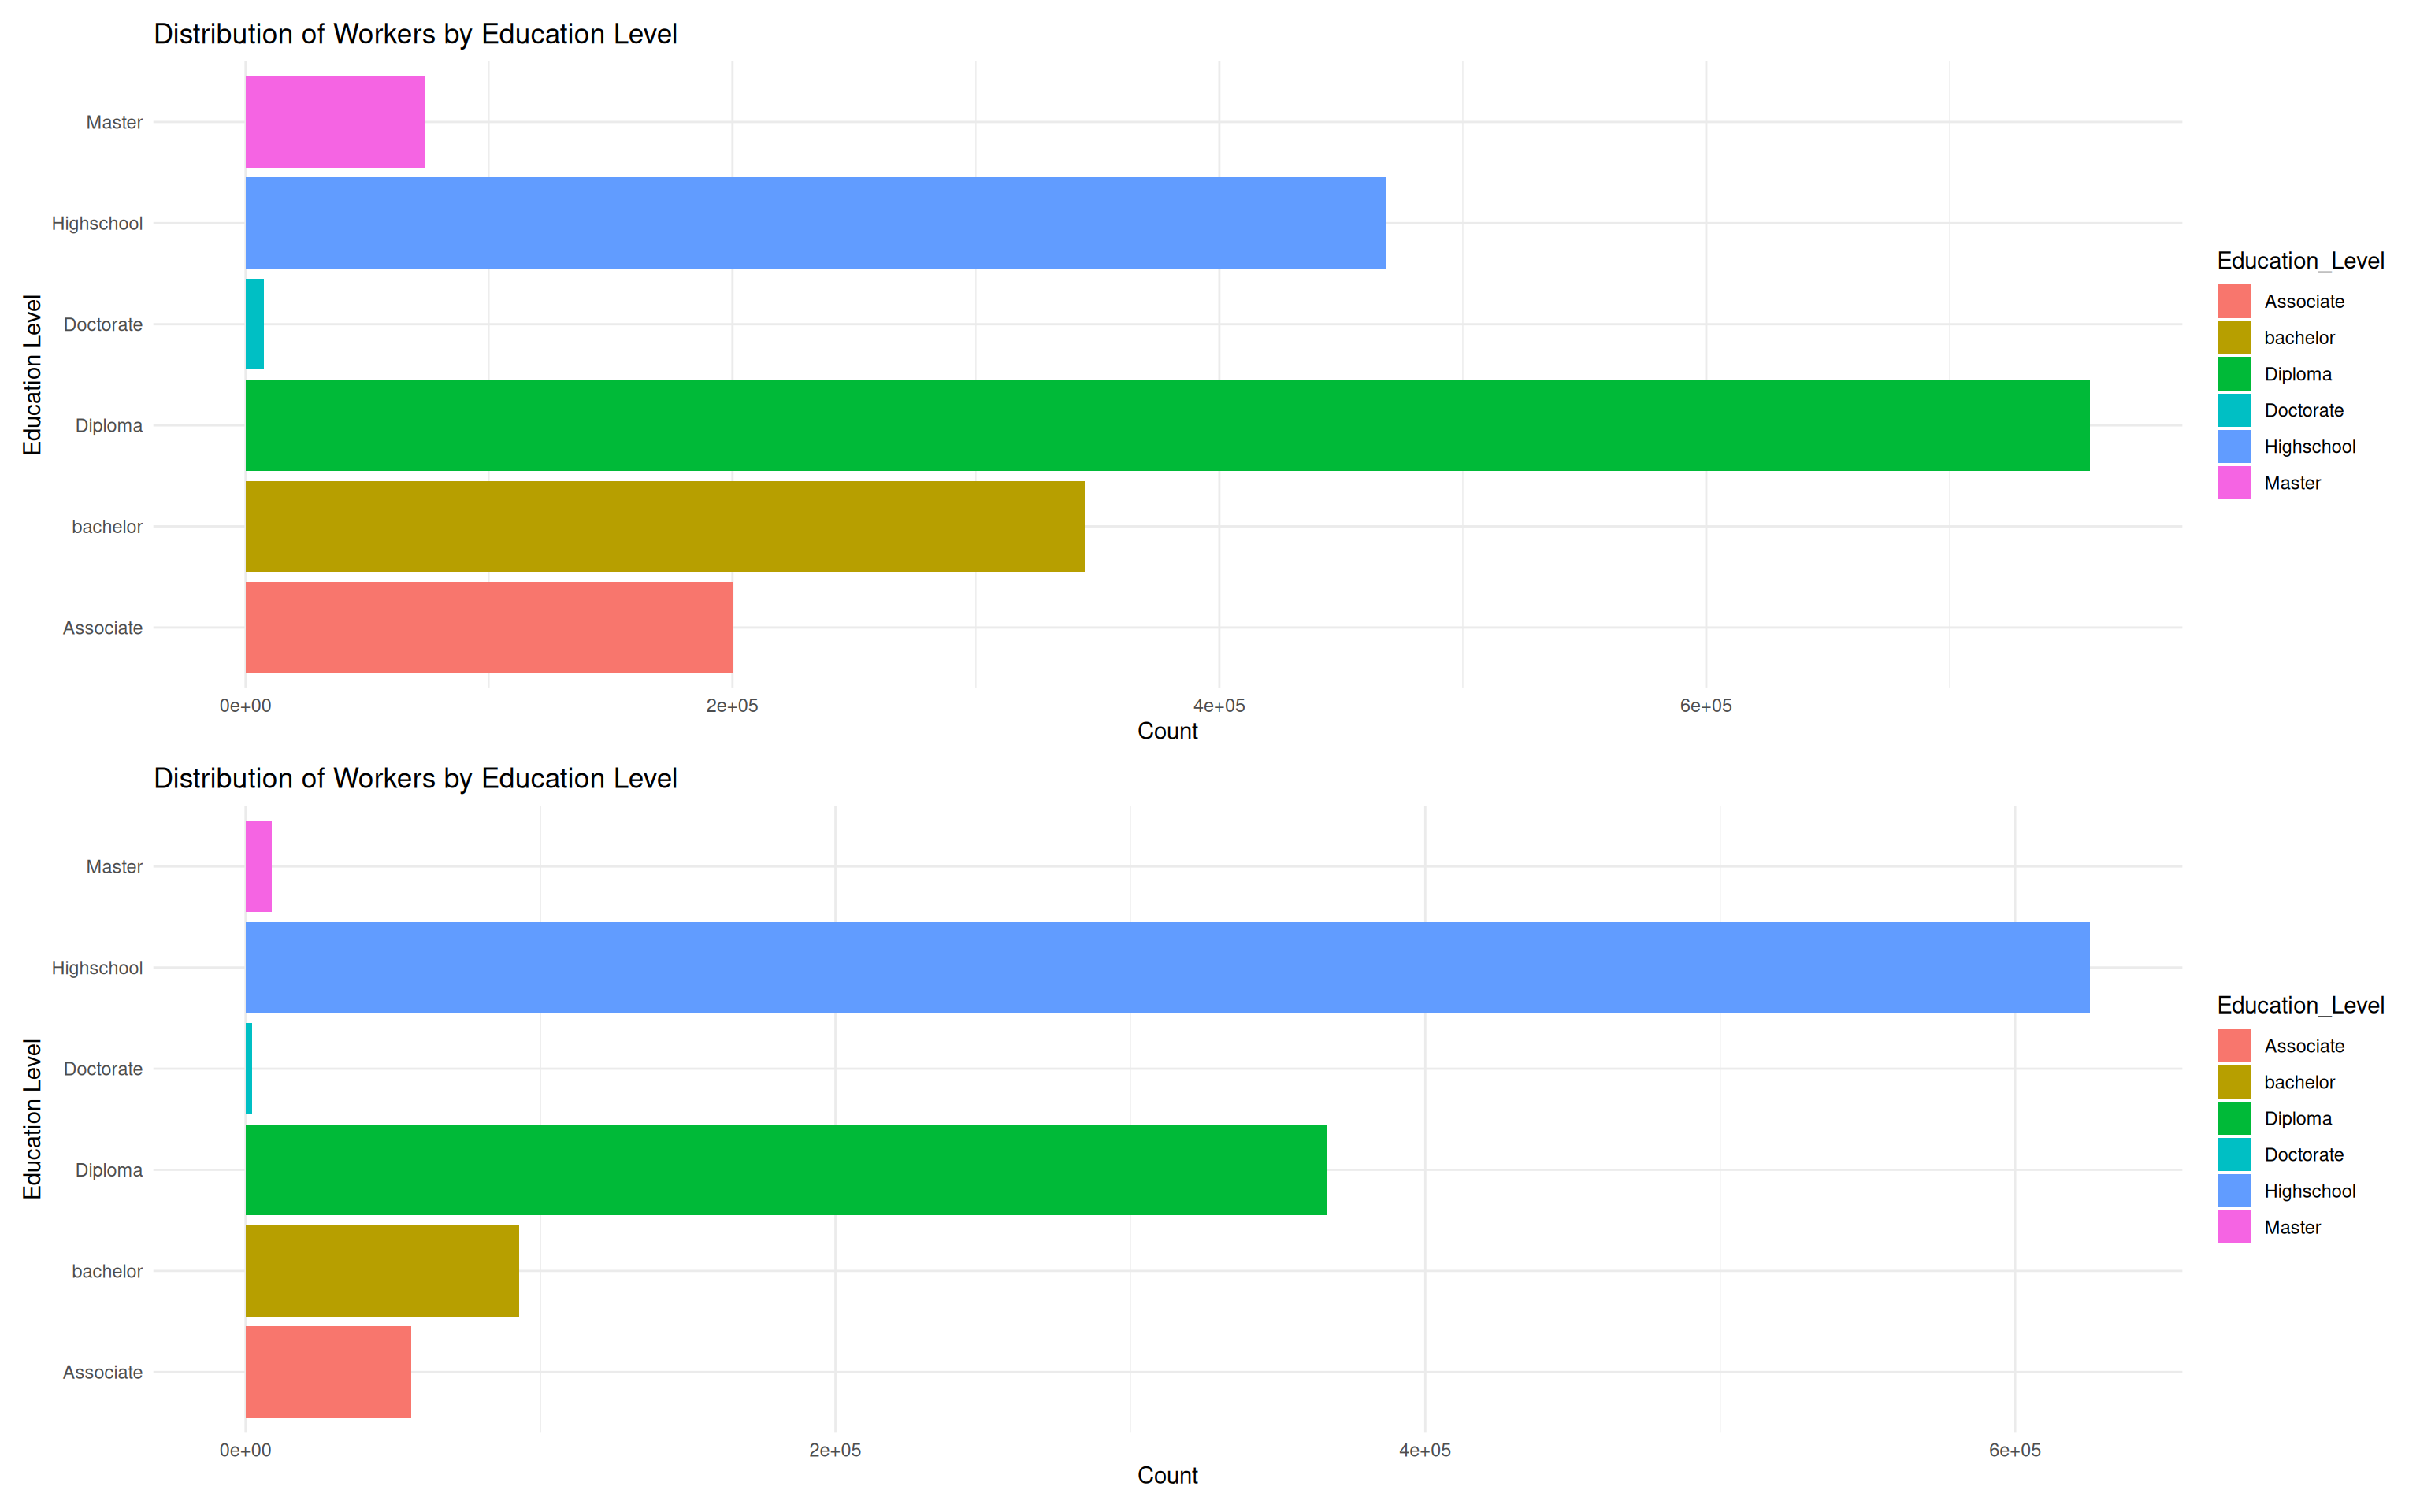 Distribution of Workers by Education Level
Master
Highschool
Doctorate
Diploma
bachelor
Associate
Education Level
0e+00 2e+05 4e+05 6e+05
Count
Education_Level
Associate
bachelor
Diploma
Doctorate
Highschool
Master
Distribution of Workers by Education Level
Master
Highschool
Doctorate
Diploma
bachelor
Associate
Education Level
0e+00 2e+05 4e+05 6e+05
Count
Education_Level
Associate
bachelor
Diploma
Doctorate
Highschool
Master